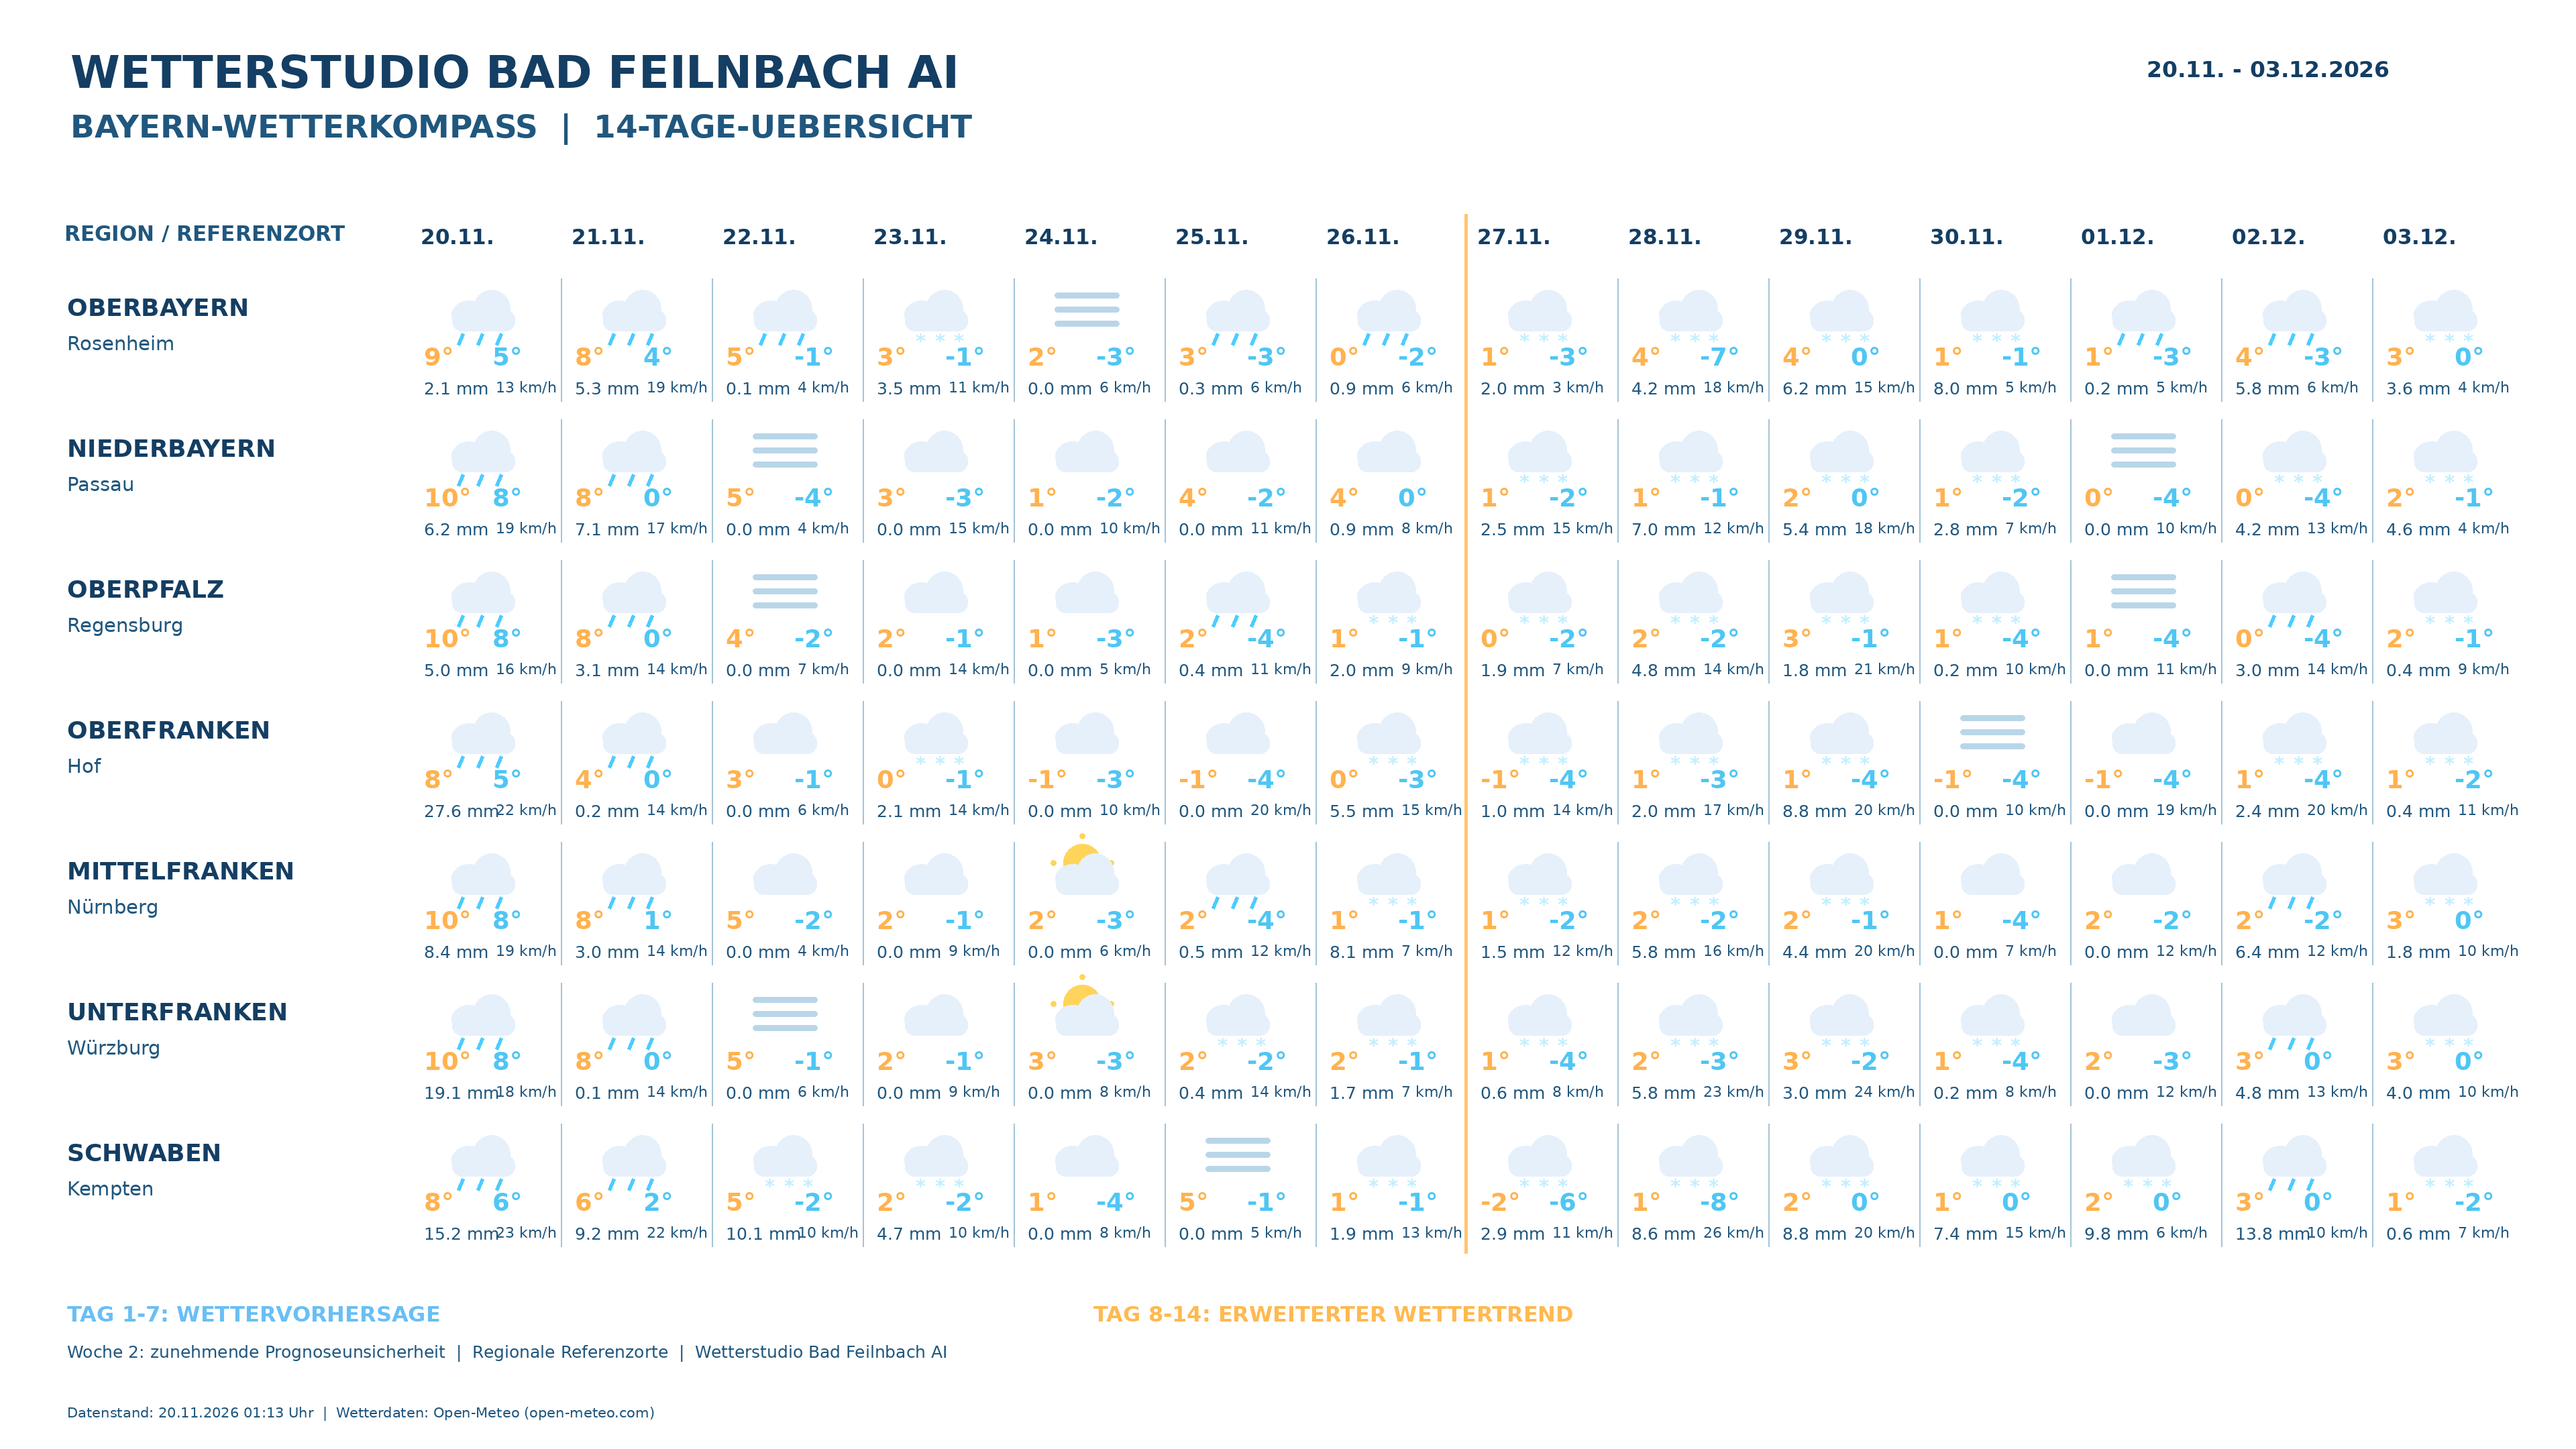 WETTERSTUDIO BAD FEILNBACH AI
20.11. - 03.12.2026
BAYERN-WETTERKOMPASS | 14-TAGE-UEBERSICHT
REGION / REFERENZORT 20.11. 21.11. 22.11. 23.11. 24.11. 25.11. 26.11. 27.11. 28.11. 29.11. 30.11. 01.12. 02.12. 03.12.
OBERBAYERN
Rosenheim
9° 5° 8° 4° 5° -1° 3° -1° 2° -3° 3° -3° 0° -2° 1° -3° 4° -7° 4° 0° 1° -1° 1° -3° 4° -3° 3° 0°
2.1 mm 13 km/h 5.3 mm 19 km/h 0.1 mm 4 km/h 3.5 mm 11 km/h 0.0 mm 6 km/h 0.3 mm 6 km/h 0.9 mm 6 km/h 2.0 mm 3 km/h 4.2 mm 18 km/h 6.2 mm 15 km/h 8.0 mm 5 km/h 0.2 mm 5 km/h 5.8 mm 6 km/h 3.6 mm 4 km/h
NIEDERBAYERN
Passau
10° 8° 8° 0° 5° -4° 3° -3° 1° -2° 4° -2° 4° 0° 1° -2° 1° -1° 2° 0° 1° -2° 0° -4° 0° -4° 2° -1°
6.2 mm 19 km/h 7.1 mm 17 km/h 0.0 mm 4 km/h 0.0 mm 15 km/h 0.0 mm 10 km/h 0.0 mm 11 km/h 0.9 mm 8 km/h 2.5 mm 15 km/h 7.0 mm 12 km/h 5.4 mm 18 km/h 2.8 mm 7 km/h 0.0 mm 10 km/h 4.2 mm 13 km/h 4.6 mm 4 km/h
OBERPFALZ
Regensburg
10° 8° 8° 0° 4° -2° 2° -1° 1° -3° 2° -4° 1° -1° 0° -2° 2° -2° 3° -1° 1° -4° 1° -4° 0° -4° 2° -1°
5.0 mm 16 km/h 3.1 mm 14 km/h 0.0 mm 7 km/h 0.0 mm 14 km/h 0.0 mm 5 km/h 0.4 mm 11 km/h 2.0 mm 9 km/h 1.9 mm 7 km/h 4.8 mm 14 km/h 1.8 mm 21 km/h 0.2 mm 10 km/h 0.0 mm 11 km/h 3.0 mm 14 km/h 0.4 mm 9 km/h
OBERFRANKEN
Hof
8° 5° 4° 0° 3° -1° 0° -1° -1° -3° -1° -4° 0° -3° -1° -4° 1° -3° 1° -4° -1° -4° -1° -4° 1° -4° 1° -2°
27.6 mm 22 km/h 0.2 mm 14 km/h 0.0 mm 6 km/h 2.1 mm 14 km/h 0.0 mm 10 km/h 0.0 mm 20 km/h 5.5 mm 15 km/h 1.0 mm 14 km/h 2.0 mm 17 km/h 8.8 mm 20 km/h 0.0 mm 10 km/h 0.0 mm 19 km/h 2.4 mm 20 km/h 0.4 mm 11 km/h
MITTELFRANKEN
Nürnberg
10° 8° 8° 1° 5° -2° 2° -1° 2° -3° 2° -4° 1° -1° 1° -2° 2° -2° 2° -1° 1° -4° 2° -2° 2° -2° 3° 0°
8.4 mm 19 km/h 3.0 mm 14 km/h 0.0 mm 4 km/h 0.0 mm 9 km/h 0.0 mm 6 km/h 0.5 mm 12 km/h 8.1 mm 7 km/h 1.5 mm 12 km/h 5.8 mm 16 km/h 4.4 mm 20 km/h 0.0 mm 7 km/h 0.0 mm 12 km/h 6.4 mm 12 km/h 1.8 mm 10 km/h
UNTERFRANKEN
Würzburg
10° 8° 8° 0° 5° -1° 2° -1° 3° -3° 2° -2° 2° -1° 1° -4° 2° -3° 3° -2° 1° -4° 2° -3° 3° 0° 3° 0°
19.1 mm 18 km/h 0.1 mm 14 km/h 0.0 mm 6 km/h 0.0 mm 9 km/h 0.0 mm 8 km/h 0.4 mm 14 km/h 1.7 mm 7 km/h 0.6 mm 8 km/h 5.8 mm 23 km/h 3.0 mm 24 km/h 0.2 mm 8 km/h 0.0 mm 12 km/h 4.8 mm 13 km/h 4.0 mm 10 km/h
SCHWABEN
Kempten
8° 6° 6° 2° 5° -2° 2° -2° 1° -4° 5° -1° 1° -1° -2° -6° 1° -8° 2° 0° 1° 0° 2° 0° 3° 0° 1° -2°
15.2 mm 23 km/h 9.2 mm 22 km/h 10.1 mm 10 km/h 4.7 mm 10 km/h 0.0 mm 8 km/h 0.0 mm 5 km/h 1.9 mm 13 km/h 2.9 mm 11 km/h 8.6 mm 26 km/h 8.8 mm 20 km/h 7.4 mm 15 km/h 9.8 mm 6 km/h 13.8 mm 10 km/h 0.6 mm 7 km/h
TAG 1-7: WETTERVORHERSAGE TAG 8-14: ERWEITERTER WETTERTREND
Woche 2: zunehmende Prognoseunsicherheit | Regionale Referenzorte | Wetterstudio Bad Feilnbach AI
Datenstand: 20.11.2026 01:13 Uhr | Wetterdaten: Open-Meteo (open-meteo.com)